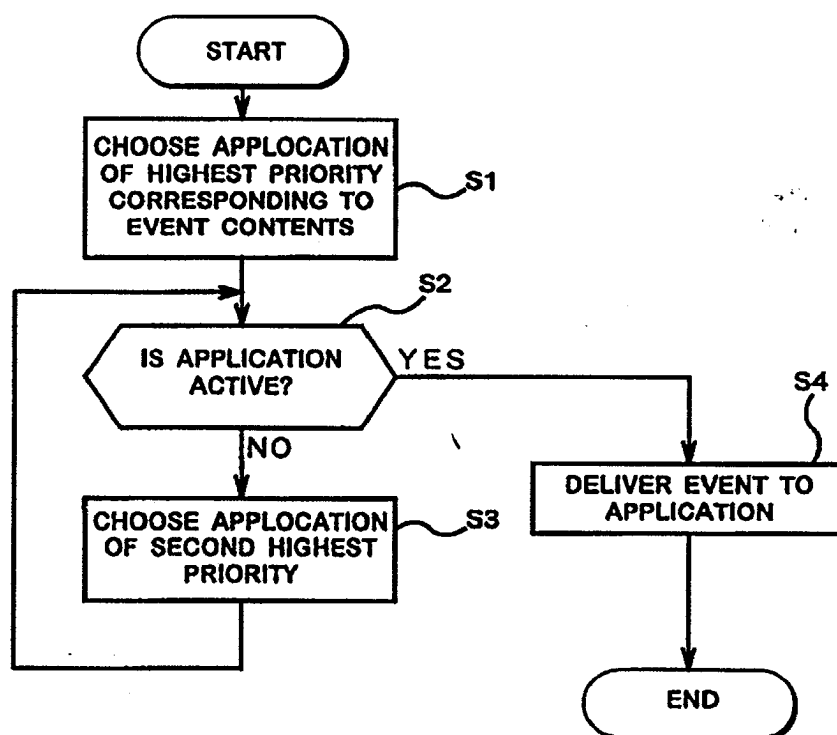 START
CHOOSE APPLOCATION
OF HIGHEST PRIORITY
CORRESPONDING TO
EVENT CONTENTS
S1
S2
IS APPLICATION
ACTIVE?
YES
NO
S4
DELIVER EVENT TO
APPLICATION
CHOOSE APPLOCATION
OF SECOND HIGHEST
PRIORITY
S3
END